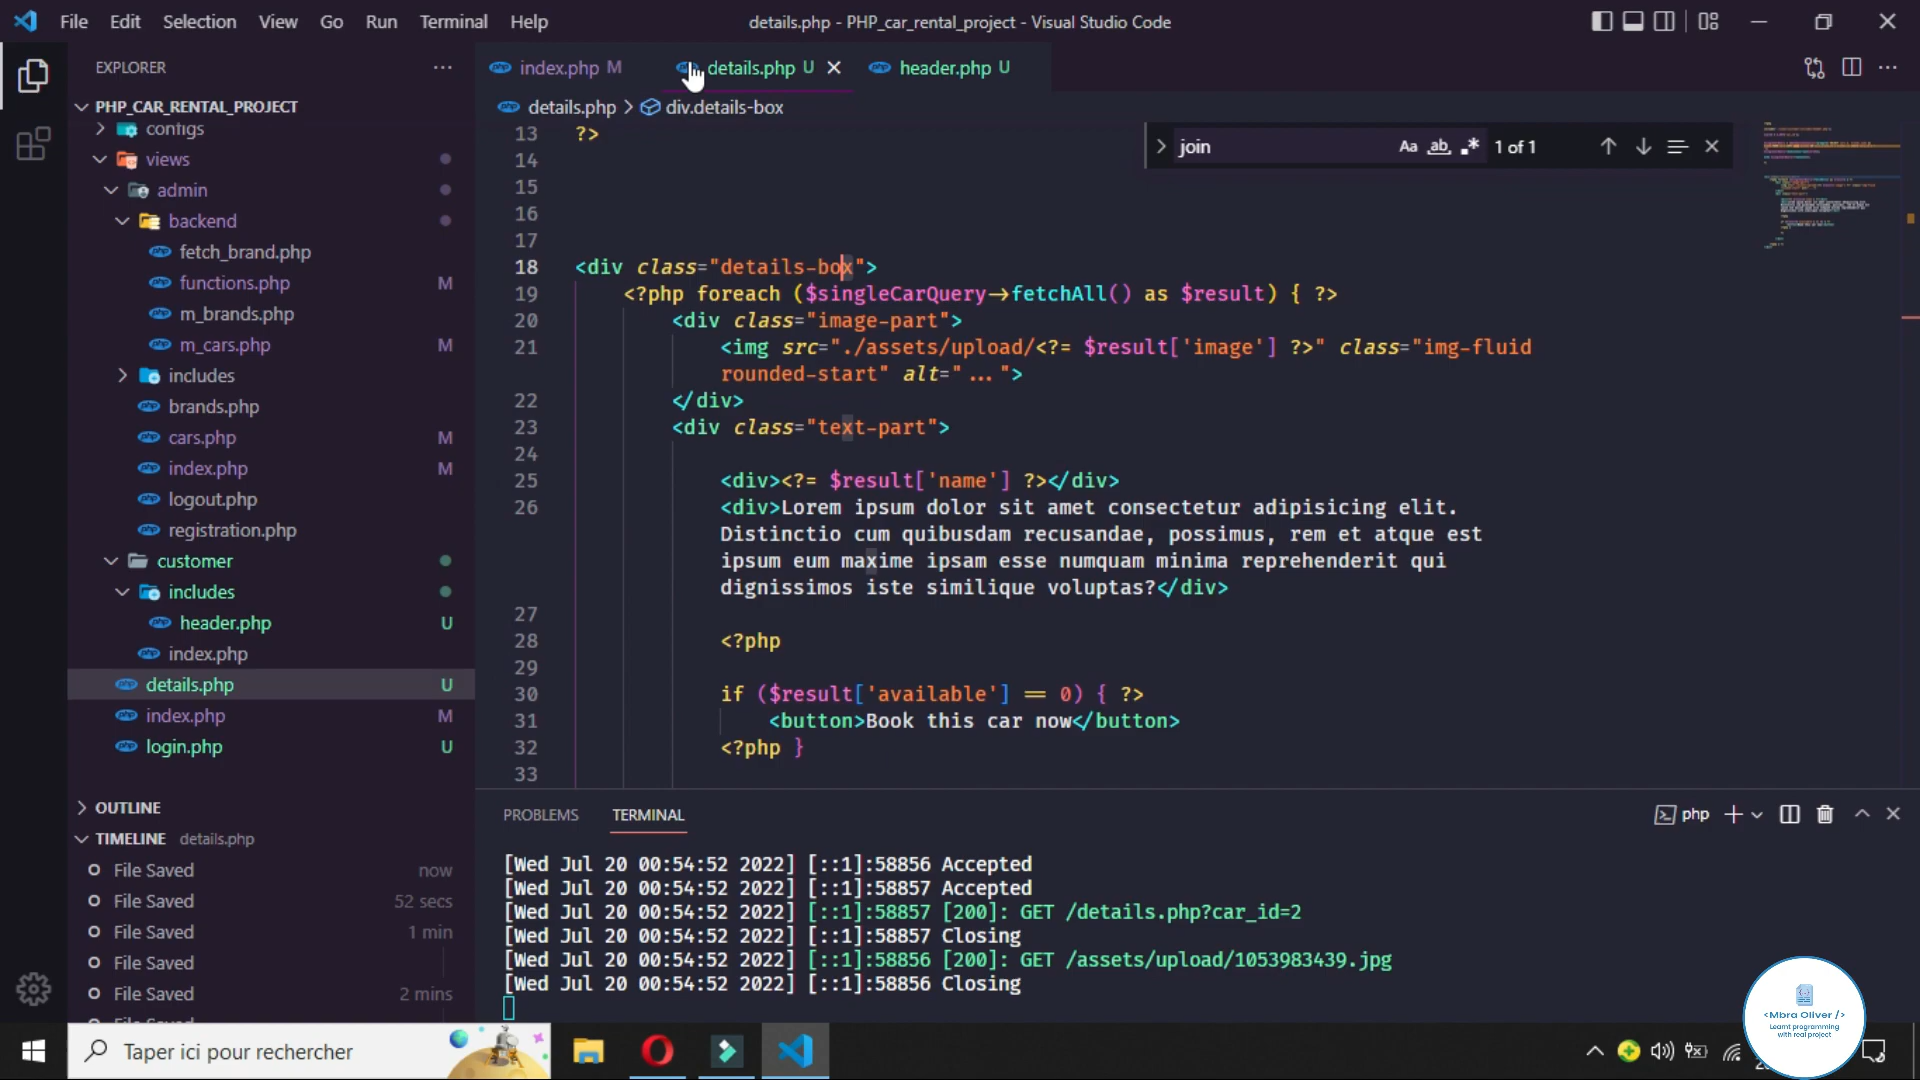 File Edit Selection View Go Run Terminal Help
details.php - PHP_car_rental_project - Visual Studio Code
EXPLORER
PHP_CAR_RENTAL_PROJECT
configs
views
admin
backend
fetch_brand.php
functions.php M
m_brands.php
m_cars.php M
includes
brands.php
cars.php M
index.php M
logout.php
registration.php
customer
includes
header.php U
index.php
details.php U
index.php M
login.php U
OUTLINE
TIMELINE details.php
File Saved now
File Saved 52 secs
File Saved 1 min
File Saved
File Saved 2 mins
index.php M
details.php U
header.php U
details.php > div.details-box
join
Aa ab .* 1 of 1
13 ?>
14
15
16
17
18 <div class="details-box">
19 <?php foreach ($singleCarQuery->fetchAll() as $result) { ?>
20 <div class="image-part">
21 <img src="./assets/upload/<?= $result['image'] ?>" class="img-fluid
rounded-start" alt="...">
22 </div>
23 <div class="text-part">
24
25 <div><?= $result['name'] ?></div>
26 <div>Lorem ipsum dolor sit amet consectetur adipisicing elit.
Distinctio cum quibusdam recusandae, possimus, rem et atque est
ipsum eum maxime ipsam esse numquam minima reprehenderit qui
dignissimos iste similique voluptas?</div>
27
28 <?php
29
30 if ($result['available'] == 0) { ?>
31 <button>Book this car now</button>
32 <?php }
33
PROBLEMS TERMINAL
php
[Wed Jul 20 00:54:52 2022] [::1]:58856 Accepted
[Wed Jul 20 00:54:52 2022] [::1]:58857 Accepted
[Wed Jul 20 00:54:52 2022] [::1]:58857 [200]: GET /details.php?car_id=2
[Wed Jul 20 00:54:52 2022] [::1]:58857 Closing
[Wed Jul 20 00:54:52 2022] [::1]:58856 [200]: GET /assets/upload/1053983439.jpg
[Wed Jul 20 00:54:52 2022] [::1]:58856 Closing
<Mbra Oliver />
Learnt programming
with real project
Taper ici pour rechercher